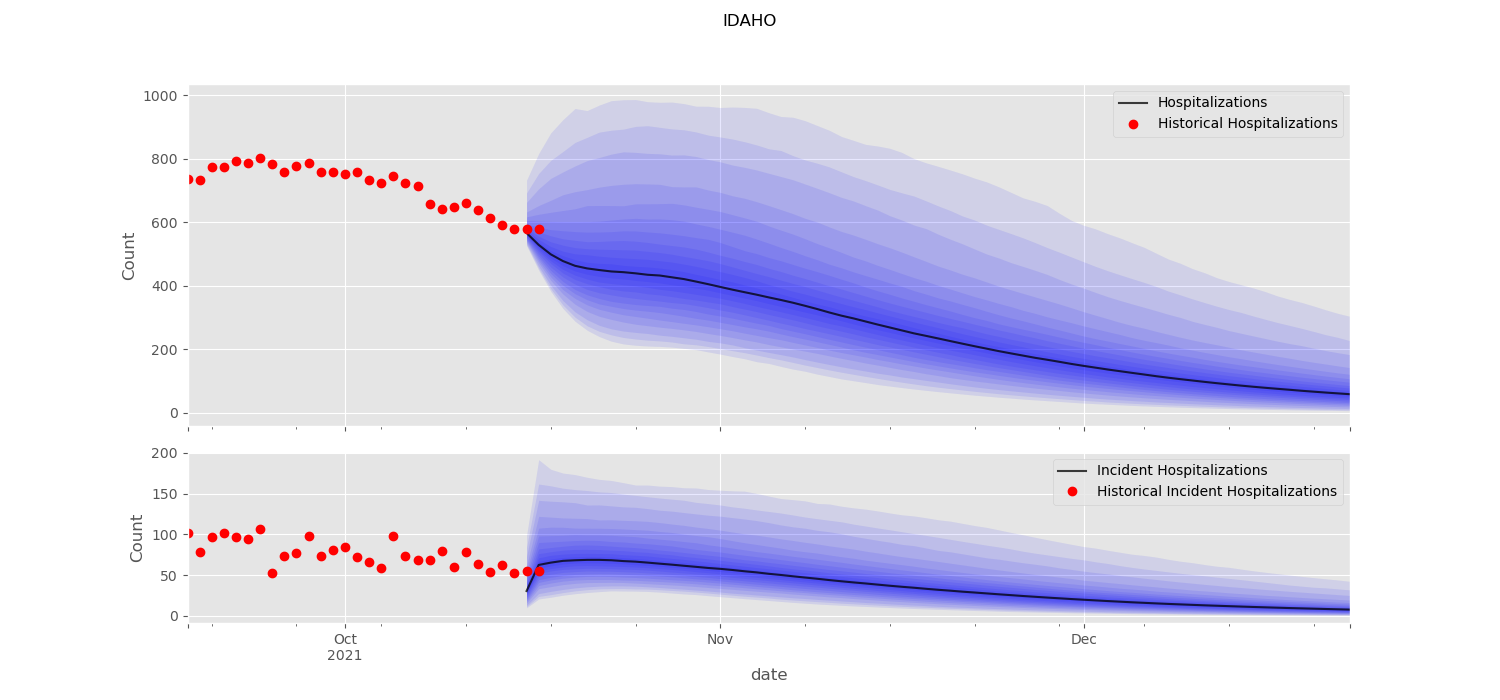 IDAHO
1000
800
600
400
200
0
Count
Hospitalizations
Historical Hospitalizations
200
150
100
50
0
Count
Incident Hospitalizations
Historical Incident Hospitalizations
Oct
2021
Nov
Dec
date